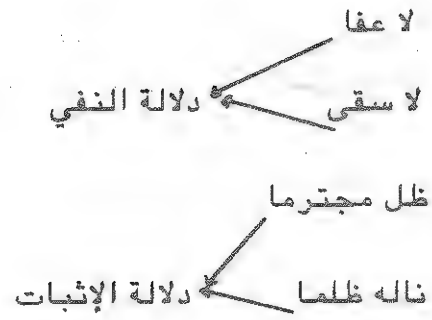 لا عفا
لا سقى
دلالة النفي
ظل مجترما
ناله ظلما
دلالة الإثبات